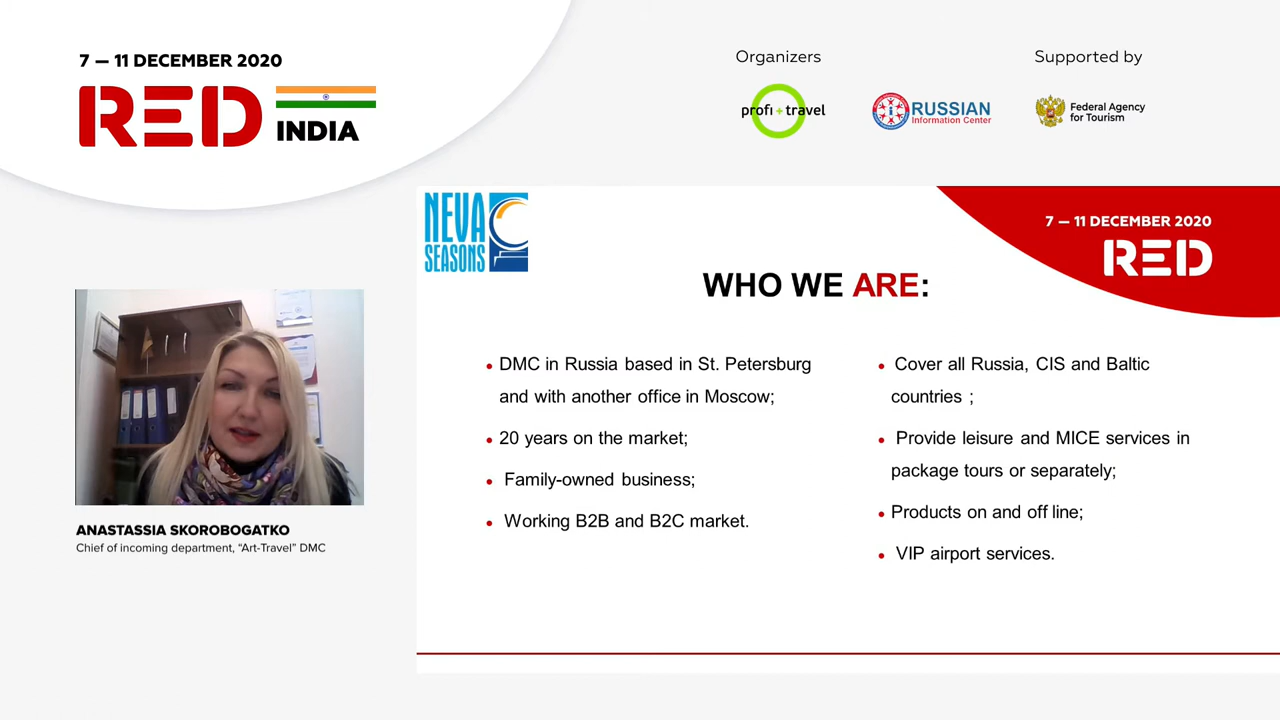 7 — 11 DECEMBER 2020
RED
INDIA
Organizers
Supported by
profi + travel
RUSSIAN
Information Center
Federal Agency
for Tourism
NEVA
SEASONS
7 — 11 DECEMBER 2020
RED
WHO WE ARE:
• DMC in Russia based in St. Petersburg
and with another office in Moscow;
• 20 years on the market;
• Family-owned business;
• Working B2B and B2C market.
• Cover all Russia, CIS and Baltic
countries ;
• Provide leisure and MICE services in
package tours or separately;
• Products on and off line;
• VIP airport services.
ANASTASSIA SKOROBOGATKO
Chief of incoming department, “Art-Travel” DMC